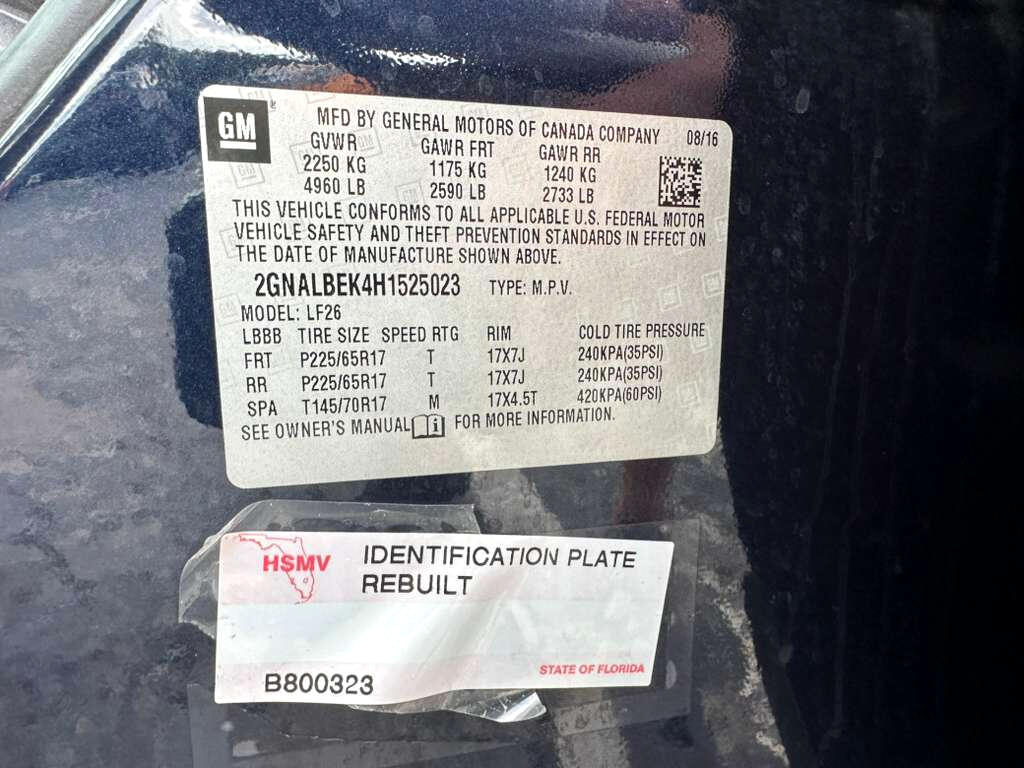 GM
MFD BY GENERAL MOTORS OF CANADA COMPANY 08/16
GVWR GAWR FRT GAWR RR
2250 KG 1175 KG 1240 KG
4960 LB 2590 LB 2733 LB
THIS VEHICLE CONFORMS TO ALL APPLICABLE U.S. FEDERAL MOTOR
VEHICLE SAFETY AND THEFT PREVENTION STANDARDS IN EFFECT ON
THE DATE OF MANUFACTURE SHOWN ABOVE.
2GNALBEK4H1525023 TYPE: M.P.V.
MODEL: LF26
LBBB TIRE SIZE SPEED RTG RIM COLD TIRE PRESSURE
FRT P225/65R17 T 17X7J 240KPA(35PSI)
RR P225/65R17 T 17X7J 240KPA(35PSI)
SPA T145/70R17 M 17X4.5T 420KPA(60PSI)
SEE OWNER'S MANUAL i FOR MORE INFORMATION.
HSMV IDENTIFICATION PLATE
REBUILT
STATE OF FLORIDA
B800323